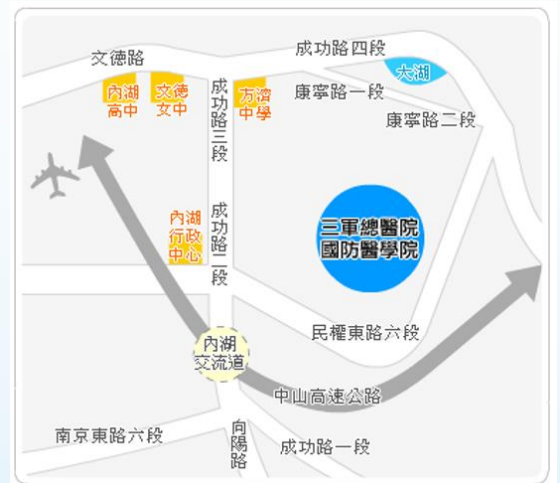 文德路
成功路四段
大湖
內湖
高中
文德
女中
成功路三段
方濟
中學
康寧路一段
康寧路二段
內湖
行政
中心
成功路二段
三軍總醫院
國防醫學院
民權東路六段
內湖
交流道
中山高速公路
南京東路六段
向陽路
成功路一段